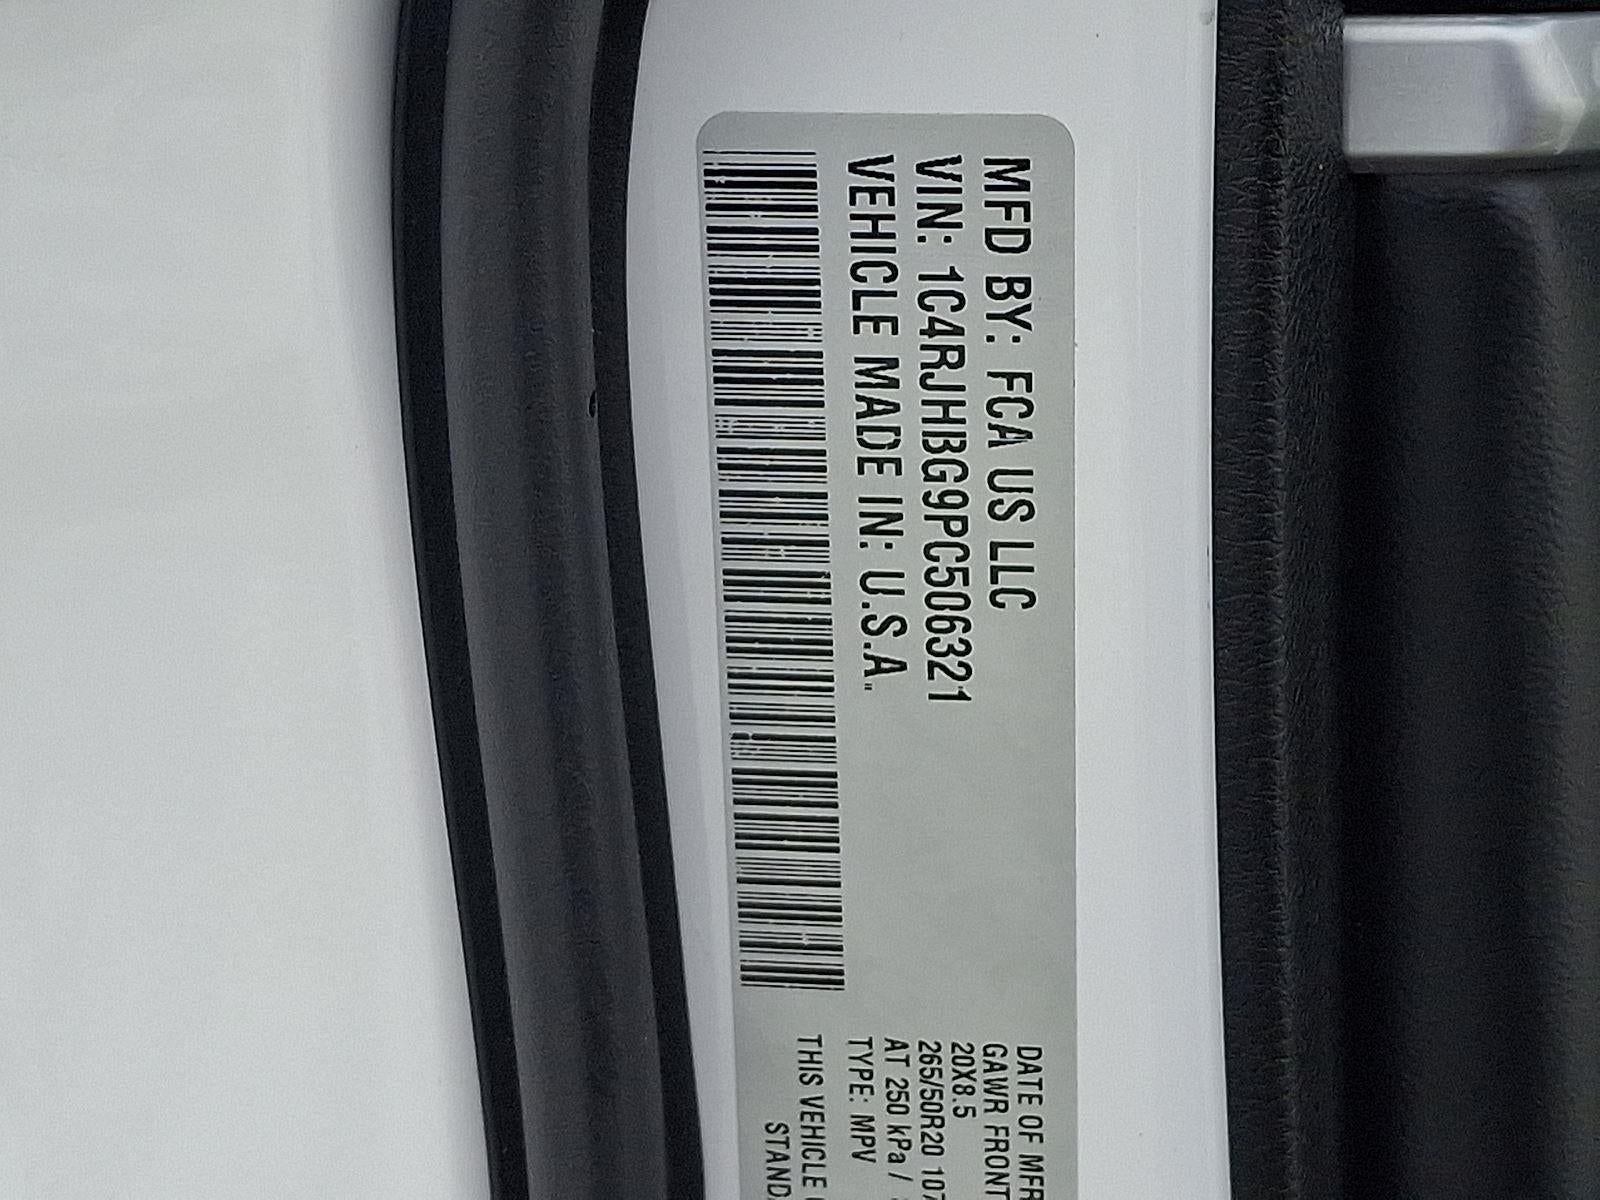 MFD BY: FCA US LLC
VIN: 1C4RJHBG9PC506321
VEHICLE MADE IN: U.S.A.
DATE OF MFR
GAWR FRONT
20X8.5
265/50R20 107
AT 250 kPa /
TYPE: MPV
THIS VEHICLE
STAND